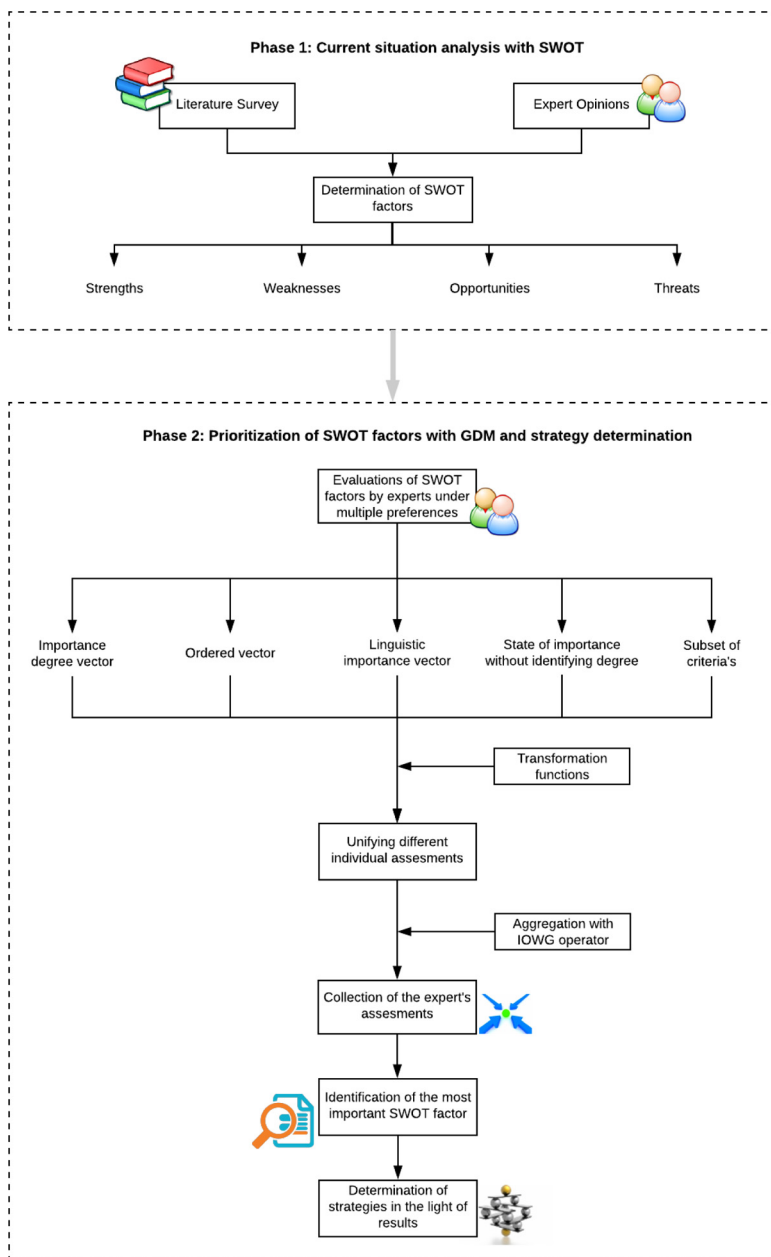 Phase 1: Current situation analysis with SWOT
Literature Survey
Expert Opinions
Determination of SWOT
factors
Strengths
Weaknesses
Opportunities
Threats
Phase 2: Prioritization of SWOT factors with GDM and strategy determination
Evaluations of SWOT
factors by experts under
multiple preferences
Importance
degree vector
Ordered vector
Linguistic
importance vector
State of importance
without identifying degree
Subset of
criteria's
Transformation
functions
Unifying different
individual assesments
Aggregation with
IOWG operator
Collection of the expert's
assesments
Identification of the most
important SWOT factor
Determination of
strategies in the light of
results